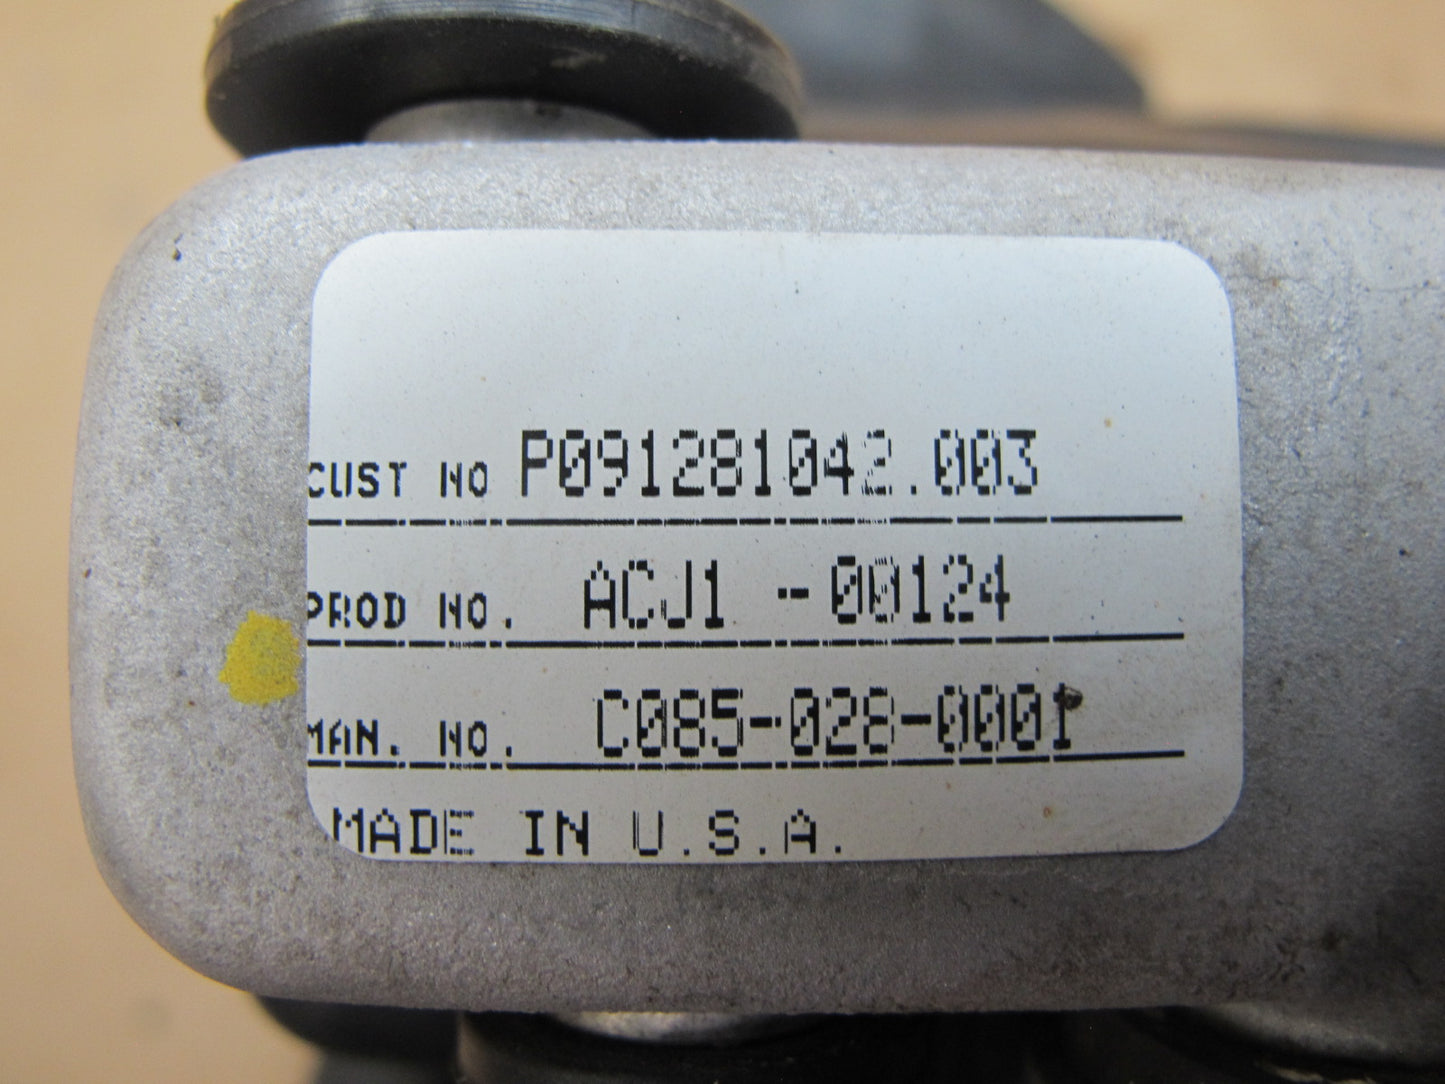 CUST NO P091281042.003
PROD NO. ACJ1 -00124
MAN. NO. C085-028-0001
MADE IN U.S.A.